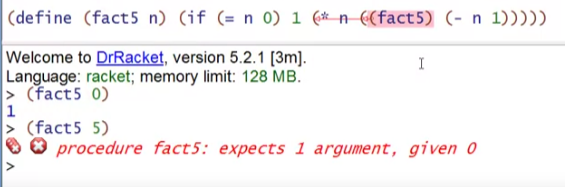 (define (fact5 n) (if (= n 0) 1 (* n ((fact5) (- n 1)))))
Welcome to DrRacket, version 5.2.1 [3m].
Language: racket; memory limit: 128 MB.
> (fact5 0)
1
> (fact5 5)
procedure fact5: expects 1 argument, given 0
>